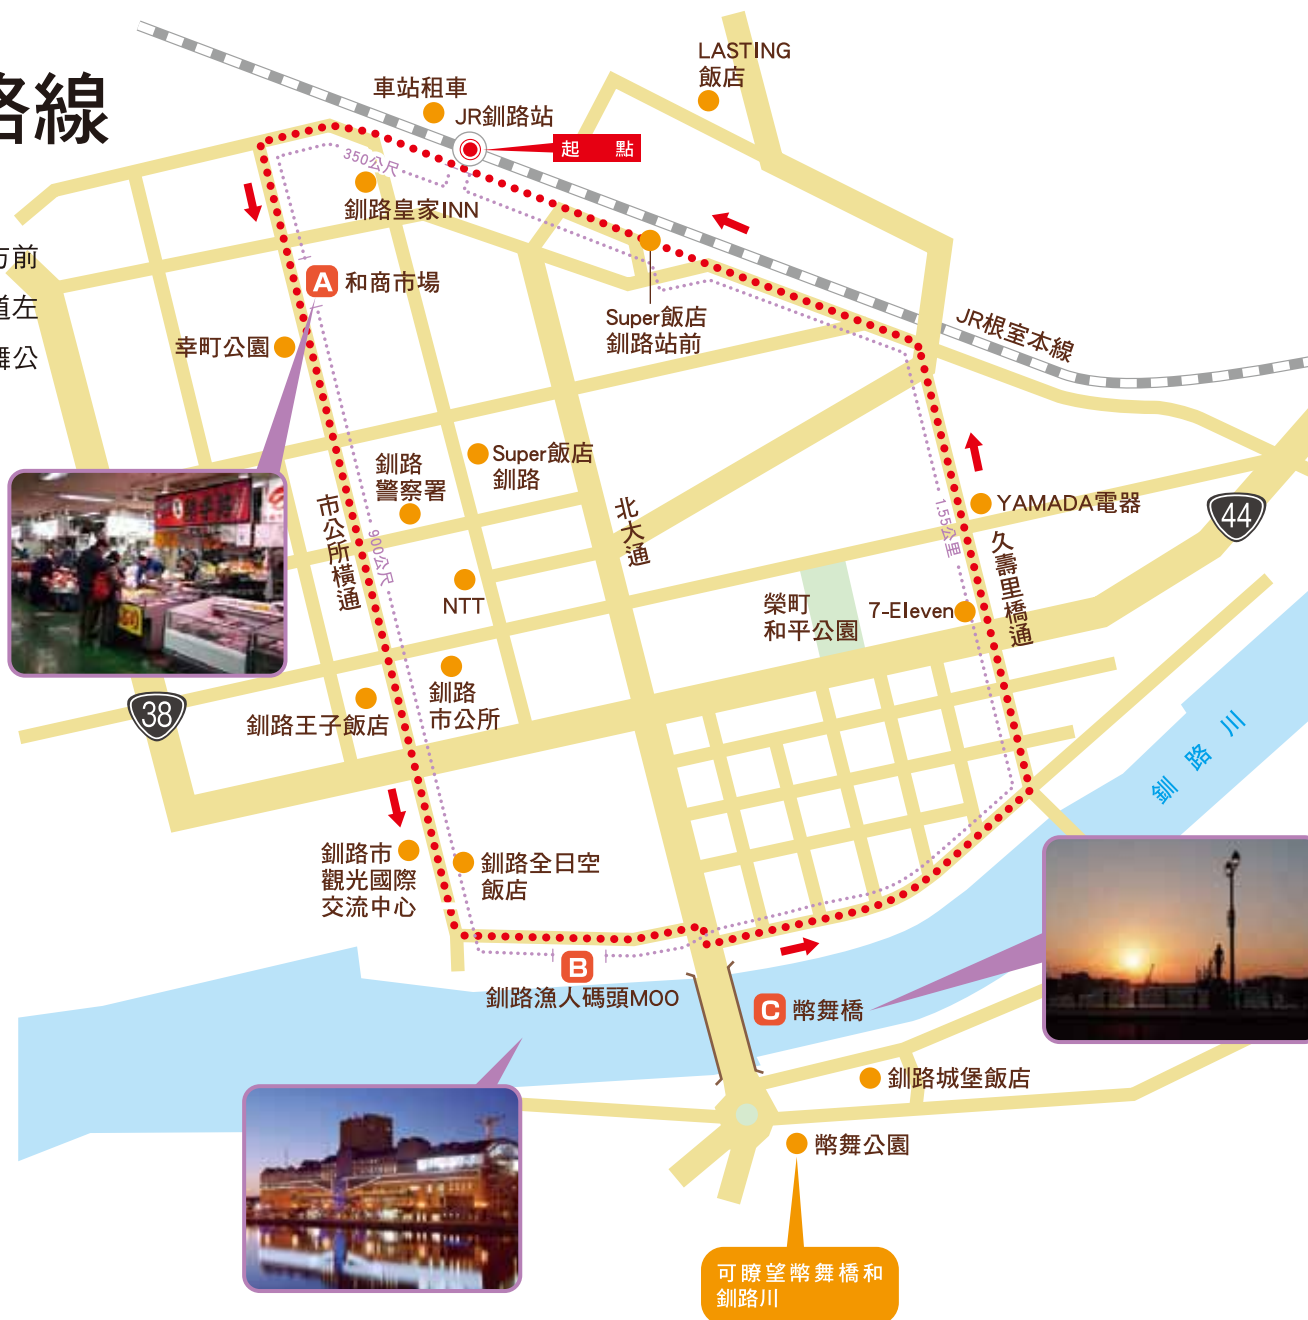 路線
方前
道左
舞公
LASTING
飯店
車站租車
JR釧路站
起 點
350公尺
釧路皇家INN
A
和商市場
幸町公園
Super飯店
釧路站前
JR根室本線
Super飯店
釧路
釧路
警察署
市公所橫通
900公尺
北大通
NTT
YAMADA電器
44
1.55公里
久壽里橋通
榮町
和平公園
7-Eleven
38
釧路王子飯店
釧路
市公所
釧路川
釧路市
觀光國際
交流中心
釧路全日空
飯店
B
釧路漁人碼頭MOO
C
幣舞橋
釧路城堡飯店
幣舞公園
可瞭望幣舞橋和
釧路川